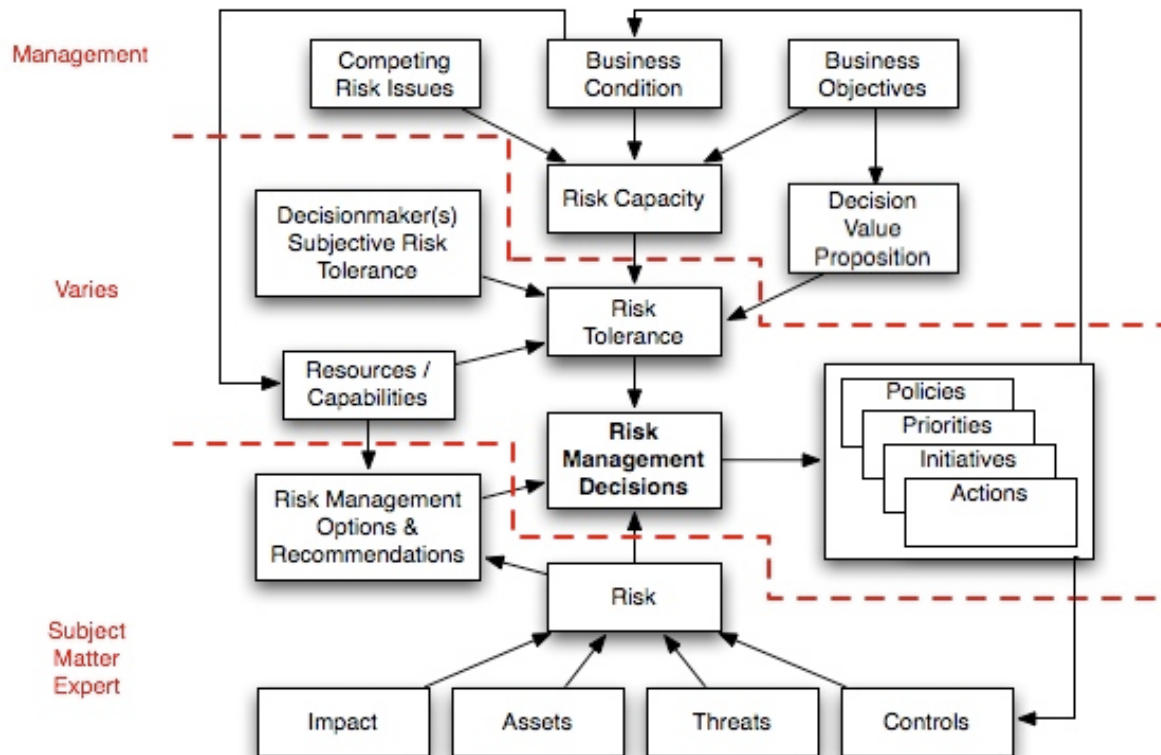 Management
Competing
Risk Issues
Business
Condition
Business
Objectives
Risk Capacity
Decision
Value
Proposition
Decisionmaker(s)
Subjective Risk
Tolerance
Varies
Risk
Tolerance
Resources /
Capabilities
Policies
Priorities
Initiatives
Actions
Risk
Management
Decisions
Risk Management
Options &
Recommendations
Risk
Subject
Matter
Expert
Impact
Assets
Threats
Controls